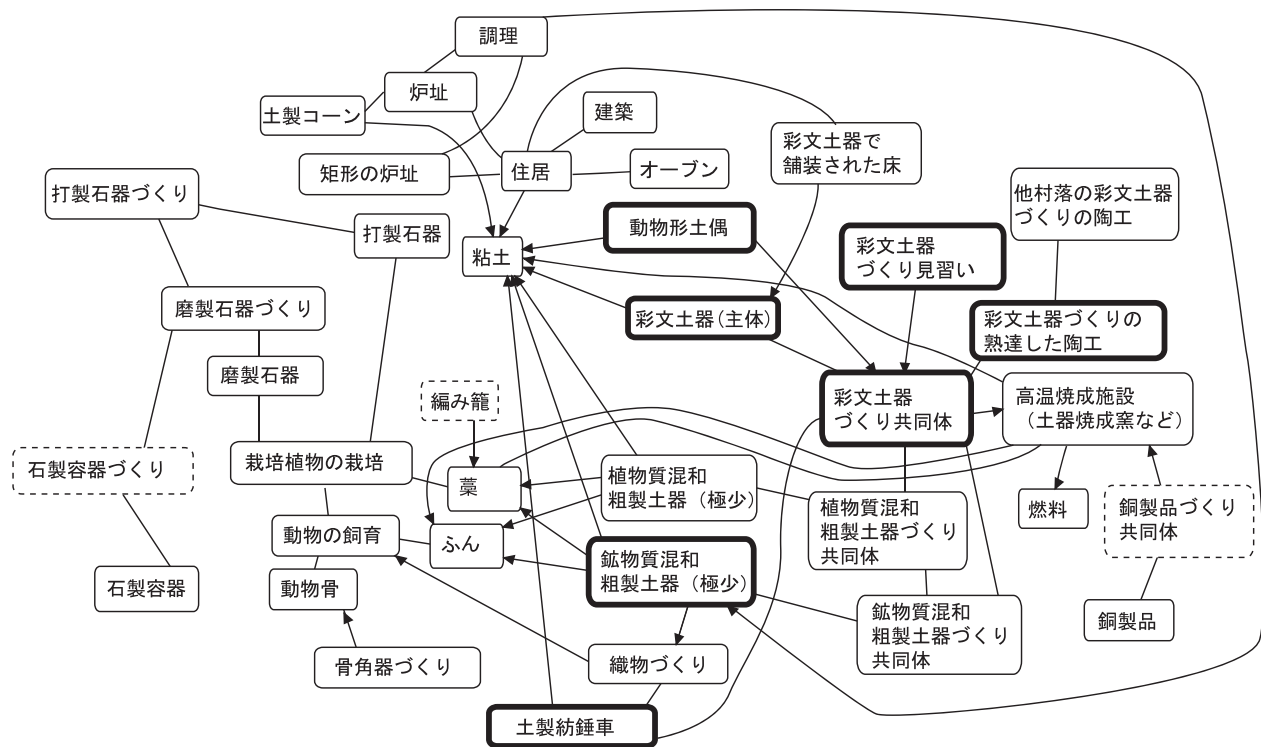 調理
炉址
土製コーン
建築
彩文土器で
舗装された床
矩形の炉址
住居
オーブン
打製石器づくり
他村落の彩文土器
づくりの陶工
打製石器
動物形土偶
粘土
彩文土器
づくり見習い
磨製石器づくり
彩文土器(主体)
彩文土器づくりの
熟達した陶工
磨製石器
編み籠
彩文土器
づくり共同体
高温焼成施設
（土器焼成窯など）
石製容器づくり
栽培植物の栽培
藁
植物質混和
粗製土器（極少）
植物質混和
粗製土器づくり
共同体
燃料
銅製品づくり
共同体
動物の飼育
ふん
鉱物質混和
粗製土器（極少）
石製容器
動物骨
鉱物質混和
粗製土器づくり
共同体
銅製品
骨角器づくり
織物づくり
土製紡錘車